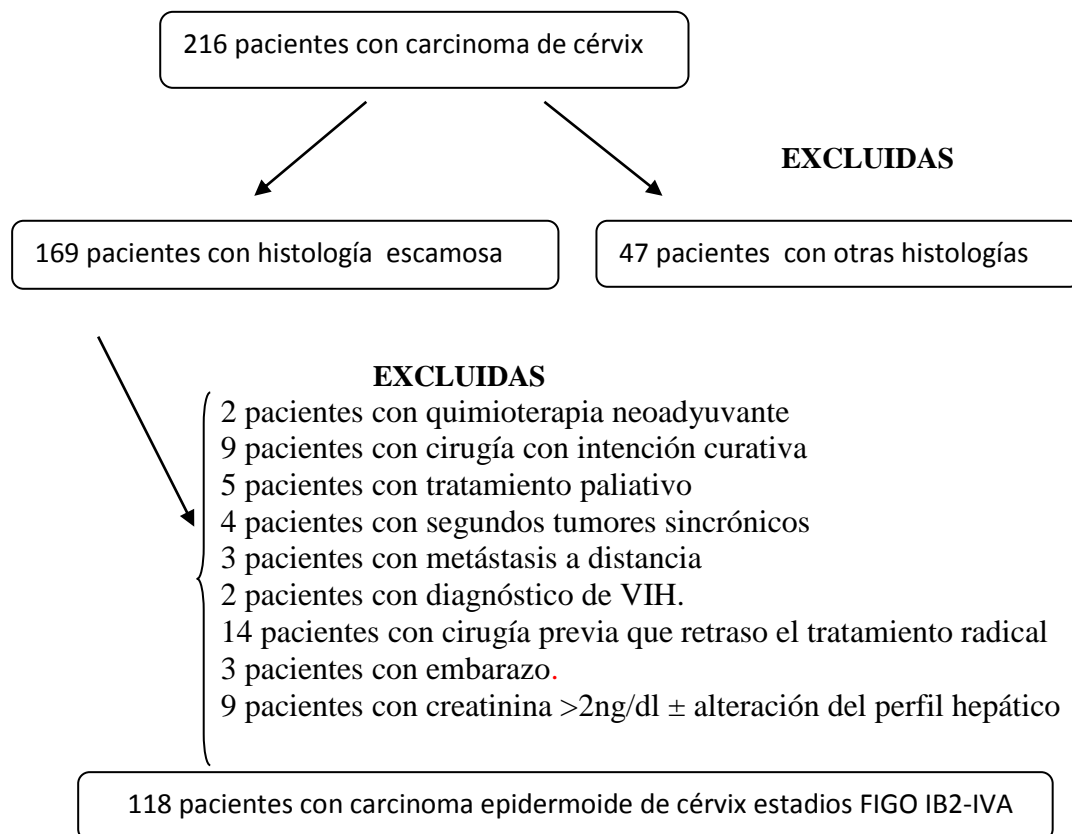 216 pacientes con carcinoma de cérvix
EXCLUIDAS
169 pacientes con histología escamosa
47 pacientes con otras histologías
EXCLUIDAS
2 pacientes con quimioterapia neoadyuvante
9 pacientes con cirugía con intención curativa
5 pacientes con tratamiento paliativo
4 pacientes con segundos tumores sincrónicos
3 pacientes con metástasis a distancia
2 pacientes con diagnóstico de VIH.
14 pacientes con cirugía previa que retraso el tratamiento radical
3 pacientes con embarazo.
9 pacientes con creatinina >2ng/dl ± alteración del perfil hepático
118 pacientes con carcinoma epidermoide de cérvix estadios FIGO IB2-IVA